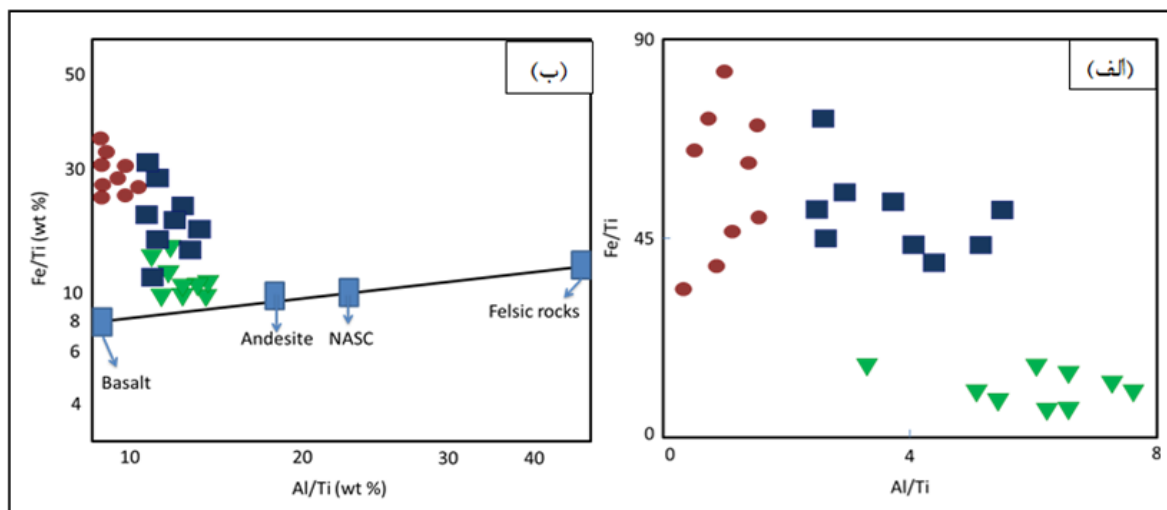 (ب)
50
30
10
8
6
4
Fe/Ti (wt %)
Basalt
Andesite
NASC
Felsic rocks
10
20
30
40
Al/Ti (wt %)
(الف)
90
45
0
Fe/Ti
0
4
8
Al/Ti